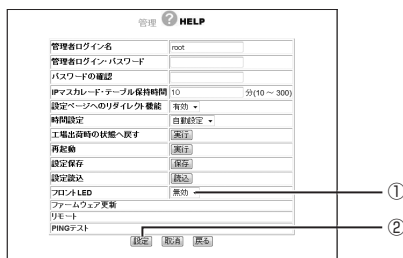 管理 ? HELP
管理者ログイン名 root
管理者ログイン・パスワード
パスワードの確認
IPマスカレード・テーブル保持時間 10 分(10 ～ 300)
設定ページへのリダイレクト機能 有効
時間設定 自動設定
工場出荷時の状態へ戻す 実行
再起動 実行
設定保存 保存
設定読込 読込
フロントLED 無効 ①
ファームウェア更新
リモート
PINGテスト
設定 取消 戻る ②